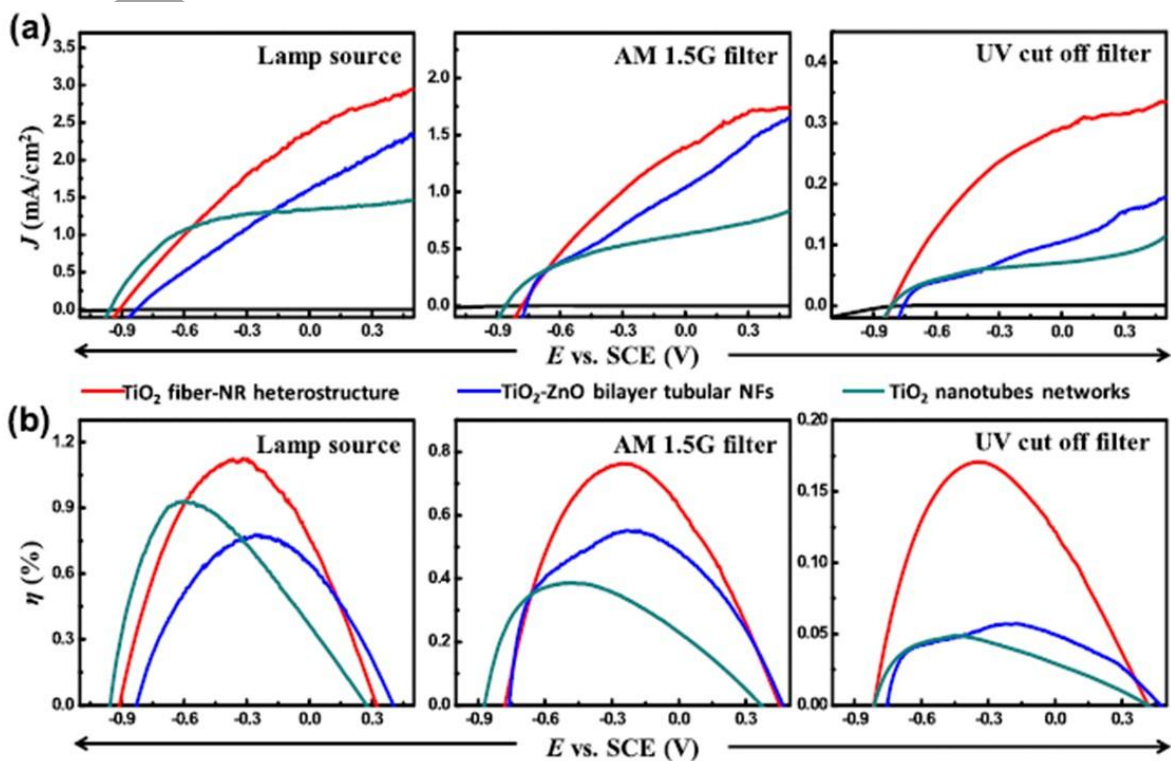 (a)
Lamp source
AM 1.5G filter
UV cut off filter
J (mA/cm²)
3.5
3.0
2.5
2.0
1.5
1.0
0.5
0.0
2.0
1.5
1.0
0.5
0.0
0.4
0.3
0.2
0.1
0.0
-0.9 -0.6 -0.3 0.0 0.3
-0.9 -0.6 -0.3 0.0 0.3
-0.9 -0.6 -0.3 0.0 0.3
E vs. SCE (V)
TiO₂ fiber-NR heterostructure
TiO₂-ZnO bilayer tubular NFs
TiO₂ nanotubes networks
(b)
Lamp source
AM 1.5G filter
UV cut off filter
η (%)
1.2
0.9
0.6
0.3
0.0
0.8
0.6
0.4
0.2
0.0
0.20
0.15
0.10
0.05
0.00
-0.9 -0.6 -0.3 0.0 0.3
-0.9 -0.6 -0.3 0.0 0.3
-0.9 -0.6 -0.3 0.0 0.3
E vs. SCE (V)